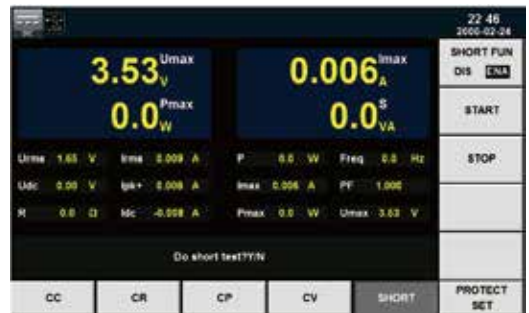 22 46
2000-02-24
SHORT FUN
DIS ENA
START
STOP
PROTECT
SET
3.53 Umax V
0.0 Pmax W
0.006 Imax A
0.0 S VA
Urms 1.65 V Irms 0.009 A P 0.0 W Freq 0.0 Hz
Udc 0.00 V Ipk+ 0.006 A Imax 0.006 A PF 1.000
R 0.0 Ω Idc -0.008 A Pmax 0.0 W Umax 3.53 V
Do short test?Y/N
CC CR CP CV SHORT